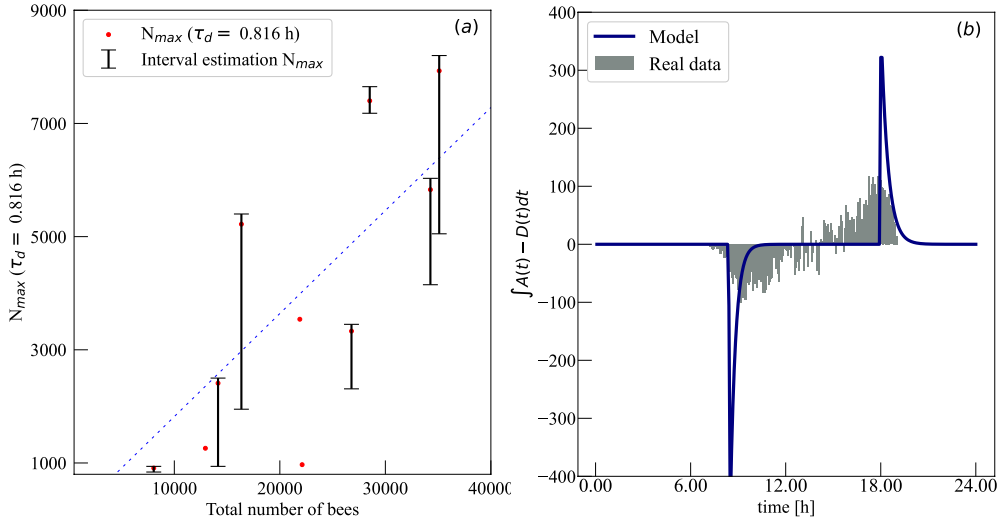 (a)
N_max (τ_d = 0.816 h)
Interval estimation N_max
9000
7000
5000
3000
1000
N_max (τ_d = 0.816 h)
10000
20000
30000
40000
Total number of bees
(b)
Model
Real data
400
300
200
100
0
−100
−200
−300
−400
∫A(t) − D(t)dt
0.00
6.00
12.00
18.00
24.00
time [h]